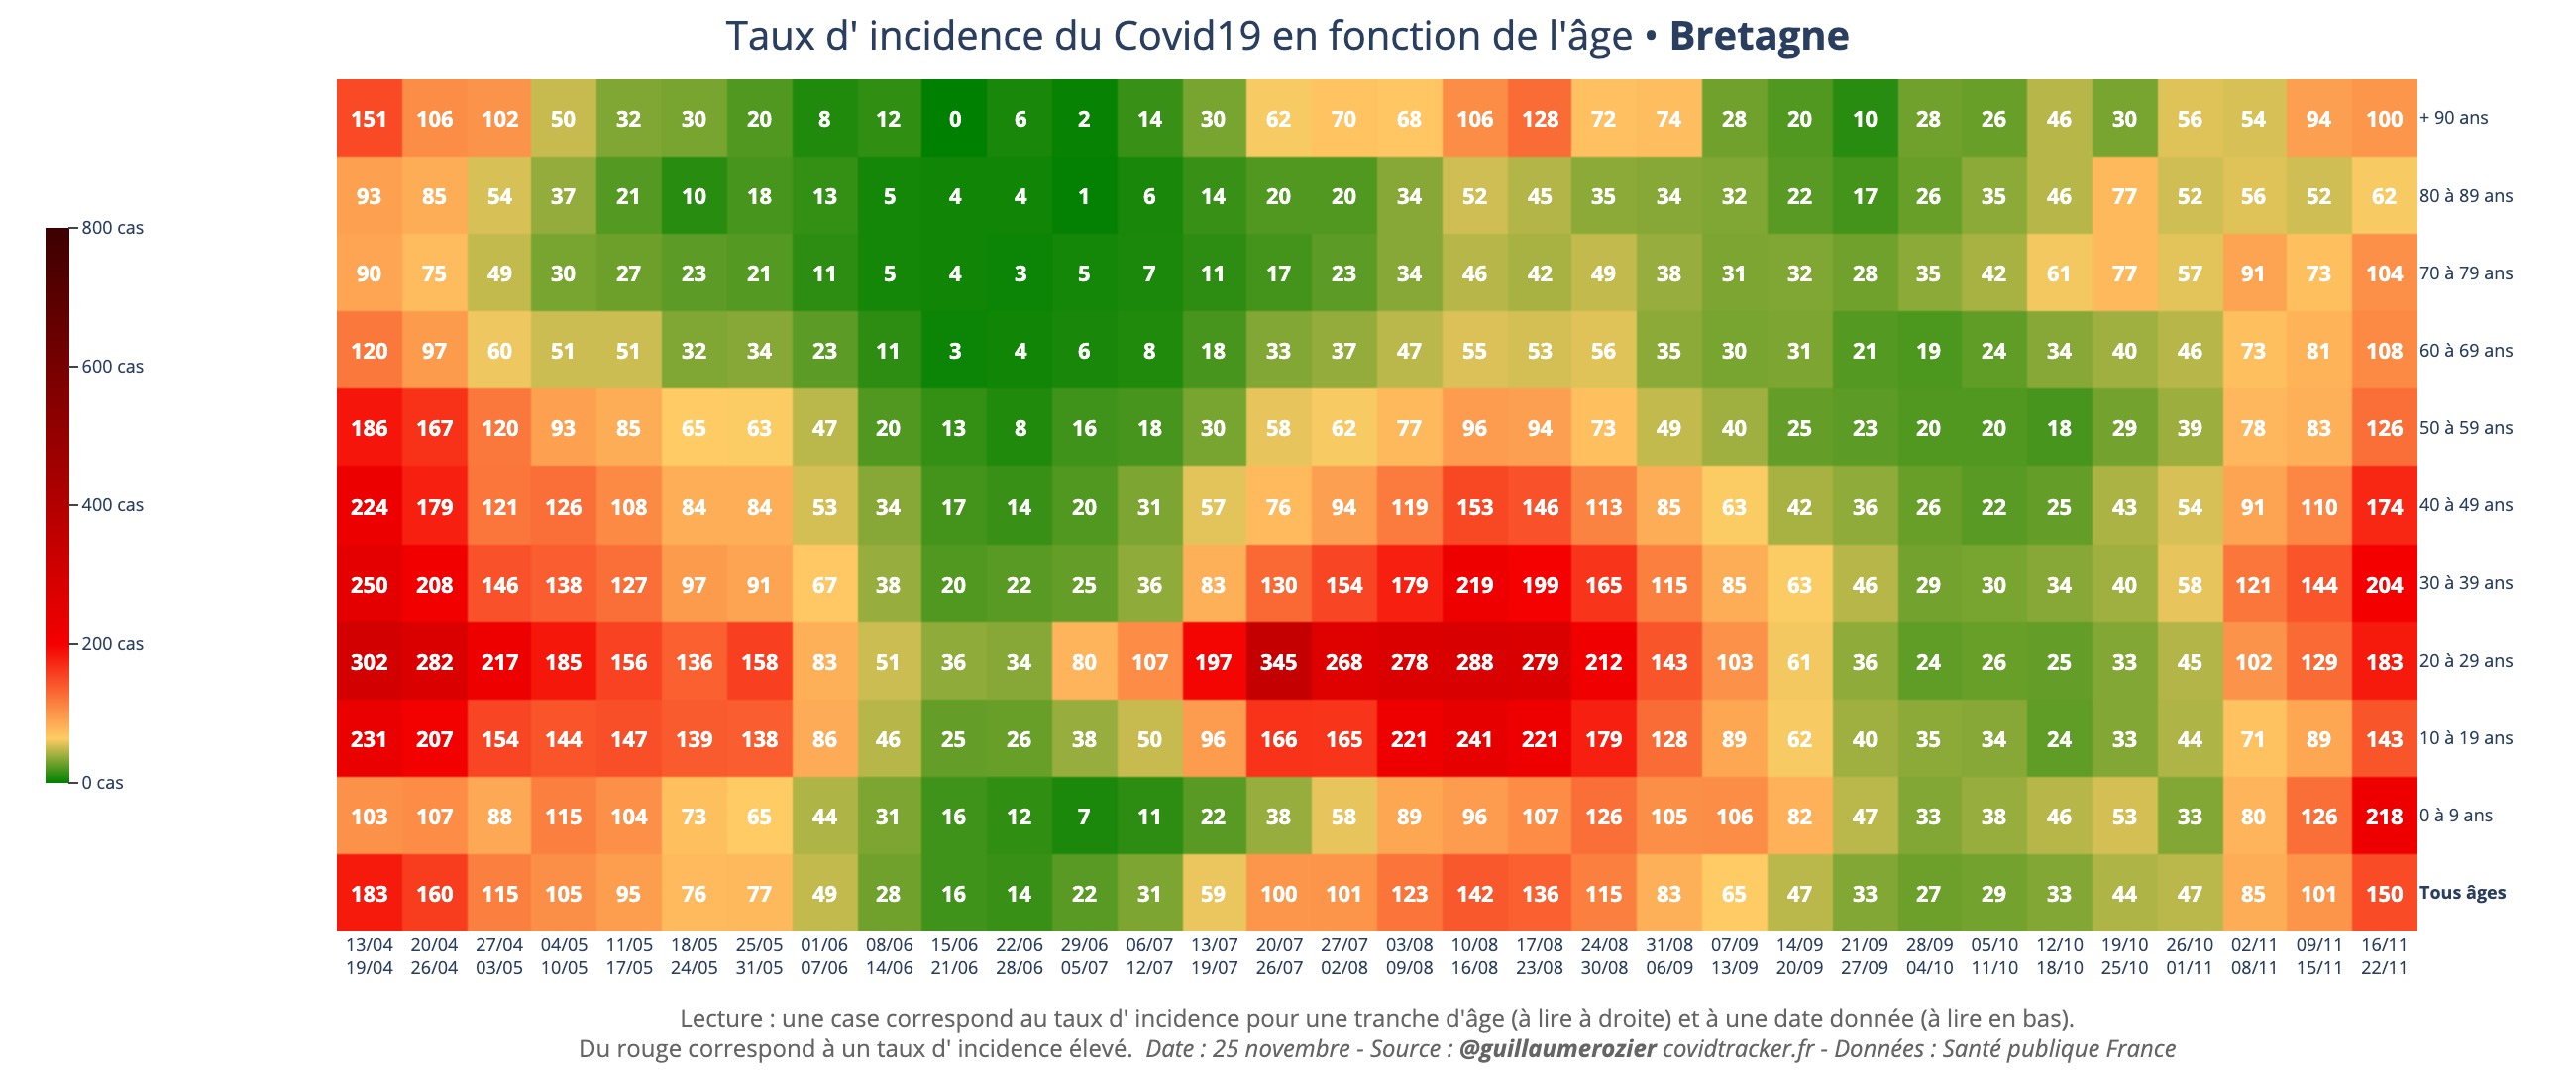 Taux d' incidence du Covid19 en fonction de l'âge • Bretagne
800 cas
600 cas
400 cas
200 cas
0 cas
151 106 102 50 32 30 20 8 12 0 6 2 14 30 62 70 68 106 128 72 74 28 20 10 28 26 46 30 56 54 94 100 + 90 ans
93 85 54 37 21 10 18 13 5 4 4 1 6 14 20 20 34 52 45 35 34 32 22 17 26 35 46 77 52 56 52 62 80 à 89 ans
90 75 49 30 27 23 21 11 5 4 3 5 7 11 17 23 34 46 42 49 38 31 32 28 35 42 61 77 57 91 73 104 70 à 79 ans
120 97 60 51 51 32 34 23 11 3 4 6 8 18 33 37 47 55 53 56 35 30 31 21 19 24 34 40 46 73 81 108 60 à 69 ans
186 167 120 93 85 65 63 47 20 13 8 16 18 30 58 62 77 96 94 73 49 40 25 23 20 20 18 29 39 78 83 126 50 à 59 ans
224 179 121 126 108 84 84 53 34 17 14 20 31 57 76 94 119 153 146 113 85 63 42 36 26 22 25 43 54 91 110 174 40 à 49 ans
250 208 146 138 127 97 91 67 38 20 22 25 36 83 130 154 179 219 199 165 115 85 63 46 29 30 34 40 58 121 144 204 30 à 39 ans
302 282 217 185 156 136 158 83 51 36 34 80 107 197 345 268 278 288 279 212 143 103 61 36 24 26 25 33 45 102 129 183 20 à 29 ans
231 207 154 144 147 139 138 86 46 25 26 38 50 96 166 165 221 241 221 179 128 89 62 40 35 34 24 33 44 71 89 143 10 à 19 ans
103 107 88 115 104 73 65 44 31 16 12 7 11 22 38 58 89 96 107 126 105 106 82 47 33 38 46 53 33 80 126 218 0 à 9 ans
183 160 115 105 95 76 77 49 28 16 14 22 31 59 100 101 123 142 136 115 83 65 47 33 27 29 33 44 47 85 101 150 Tous âges
13/04 20/04 27/04 04/05 11/05 18/05 25/05 01/06 08/06 15/06 22/06 29/06 06/07 13/07 20/07 27/07 03/08 10/08 17/08 24/08 31/08 07/09 14/09 21/09 28/09 05/10 12/10 19/10 26/10 02/11 09/11 16/11
19/04 26/04 03/05 10/05 17/05 24/05 31/05 07/06 14/06 21/06 28/06 05/07 12/07 19/07 26/07 02/08 09/08 16/08 23/08 30/08 06/09 13/09 20/09 27/09 04/10 11/10 18/10 25/10 01/11 08/11 15/11 22/11
Lecture : une case correspond au taux d' incidence pour une tranche d'âge (à lire à droite) et à une date donnée (à lire en bas).
Du rouge correspond à un taux d' incidence élevé. Date : 25 novembre - Source : @guillaumerozier covidtracker.fr - Données : Santé publique France